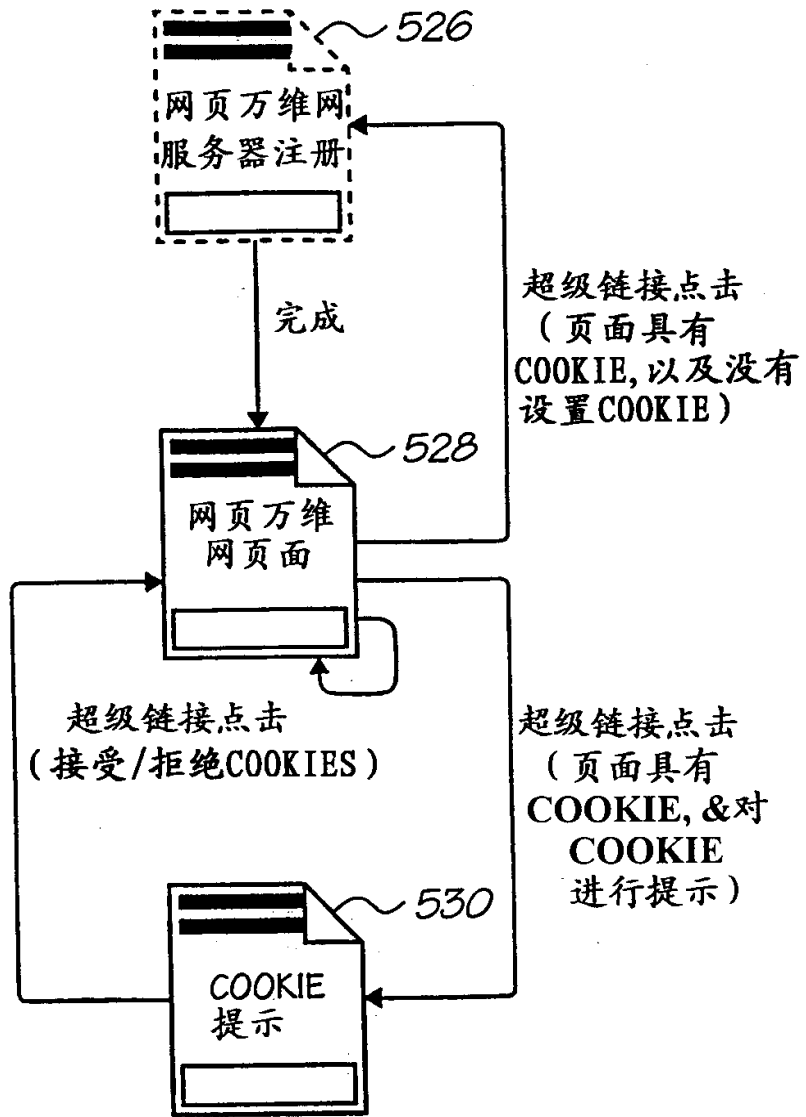 526
网页万维网
服务器注册
完成
超级链接点击
（页面具有
COOKIE,以及没有
设置COOKIE）
528
网页万维
网页面
超级链接点击
（接受/拒绝COOKIES）
超级链接点击
（页面具有
COOKIE, &对
COOKIE
进行提示）
530
COOKIE
提示